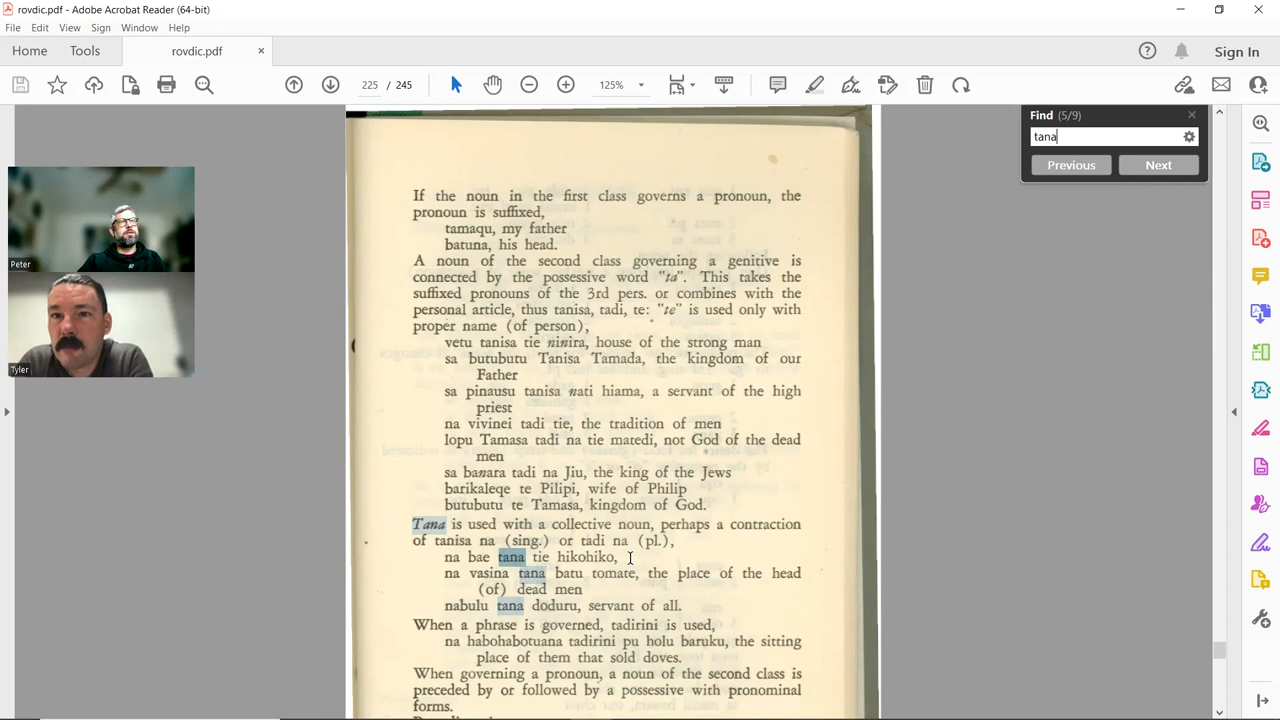 rovdic.pdf - Adobe Acrobat Reader (64-bit)
File Edit View Sign Window Help
Home Tools rovdic.pdf × Sign In
225 / 245 125%
Find (5/9)
tana
Previous Next
Peter
Tyler
If the noun in the first class governs a pronoun, the
pronoun is suffixed,
tamaqu, my father
batuna, his head.
A noun of the second class governing a genitive is
connected by the possessive word "ta". This takes the
suffixed pronouns of the 3rd pers. or combines with the
personal article, thus tanisa, tadi, te: "te" is used only with
proper name (of person),
vetu tanisa tie ninira, house of the strong man
sa butubutu Tanisa Tamada, the kingdom of our
Father
sa pinausu tanisa nati hiama, a servant of the high
priest
na vivinei tadi tie, the tradition of men
lopu Tamasa tadi na tie matedi, not God of the dead
men
sa banara tadi na Jiu, the king of the Jews
barikaleqe te Pilipi, wife of Philip
butubutu te Tamasa, kingdom of God.
Tana is used with a collective noun, perhaps a contraction
of tanisa na (sing.) or tadi na (pl.),
na bae tana tie hikohiko,
na vasina tana batu tomate, the place of the head
(of) dead men
nabulu tana doduru, servant of all.
When a phrase is governed, tadirini is used,
na habohabotuana tadirini pu holu baruku, the sitting
place of them that sold doves.
When governing a pronoun, a noun of the second class is
preceded by or followed by a possessive with pronominal
forms.